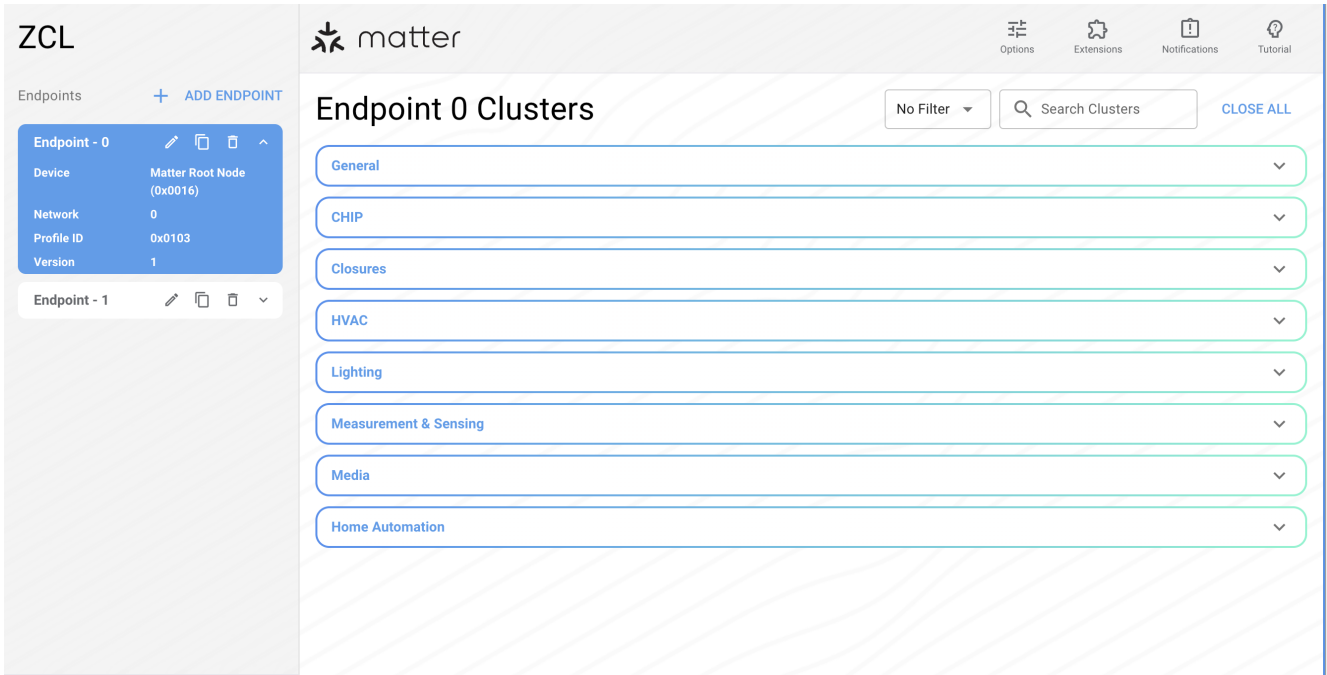 ZCL
matter
Options
Extensions
Notifications
Tutorial
Endpoints
ADD ENDPOINT
Endpoint - 0
Device Matter Root Node
(0x0016)
Network 0
Profile ID 0x0103
Version 1
Endpoint - 1
Endpoint 0 Clusters
No Filter
Search Clusters
CLOSE ALL
General
CHIP
Closures
HVAC
Lighting
Measurement & Sensing
Media
Home Automation